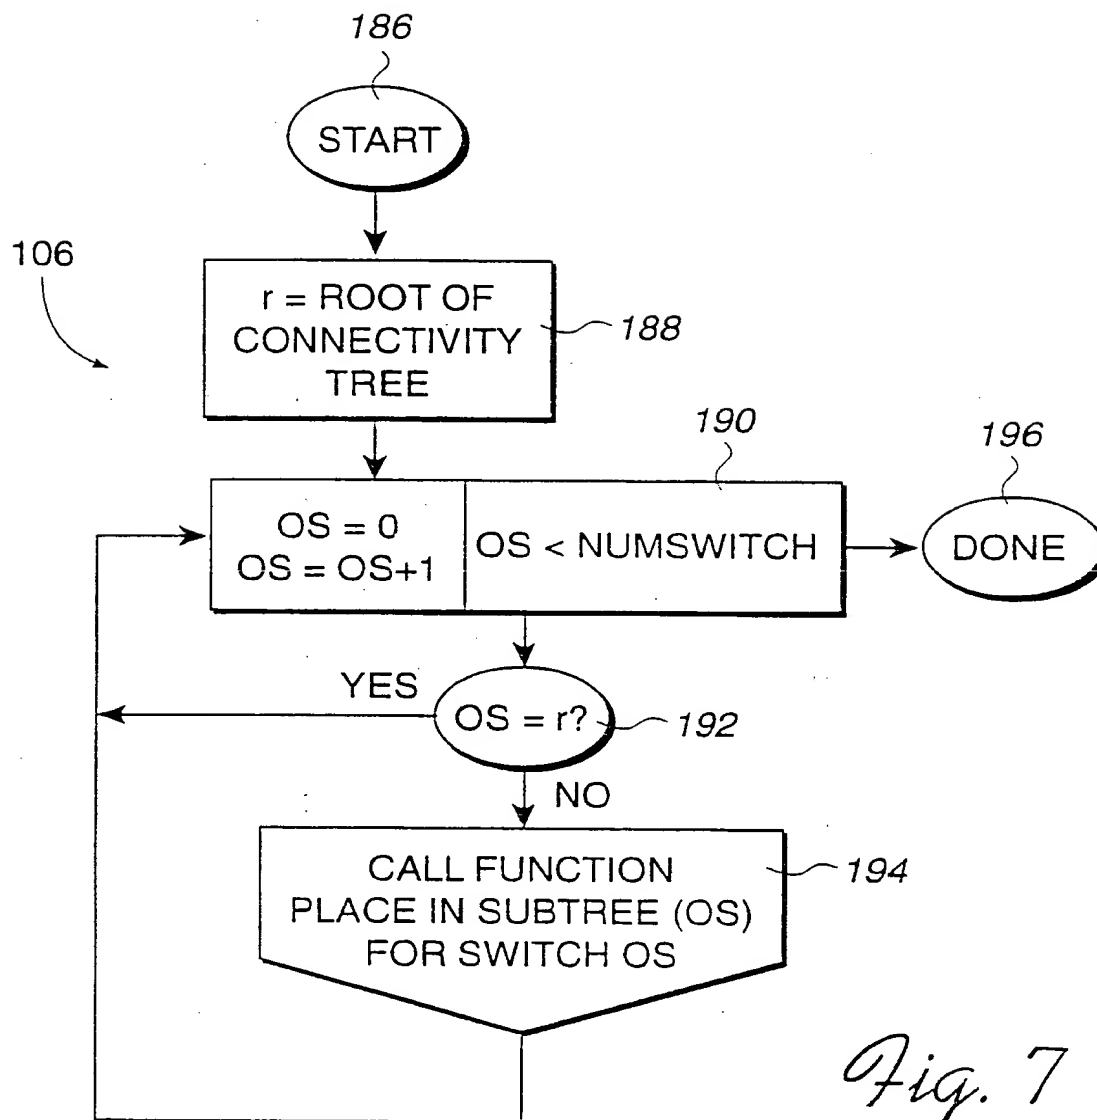 186
START
106
r = ROOT OF
CONNECTIVITY
TREE
188
190
196
OS = 0
OS = OS+1
OS < NUMSWITCH
DONE
YES
OS = r?
192
NO
CALL FUNCTION
PLACE IN SUBTREE (OS)
FOR SWITCH OS
194
Fig. 7